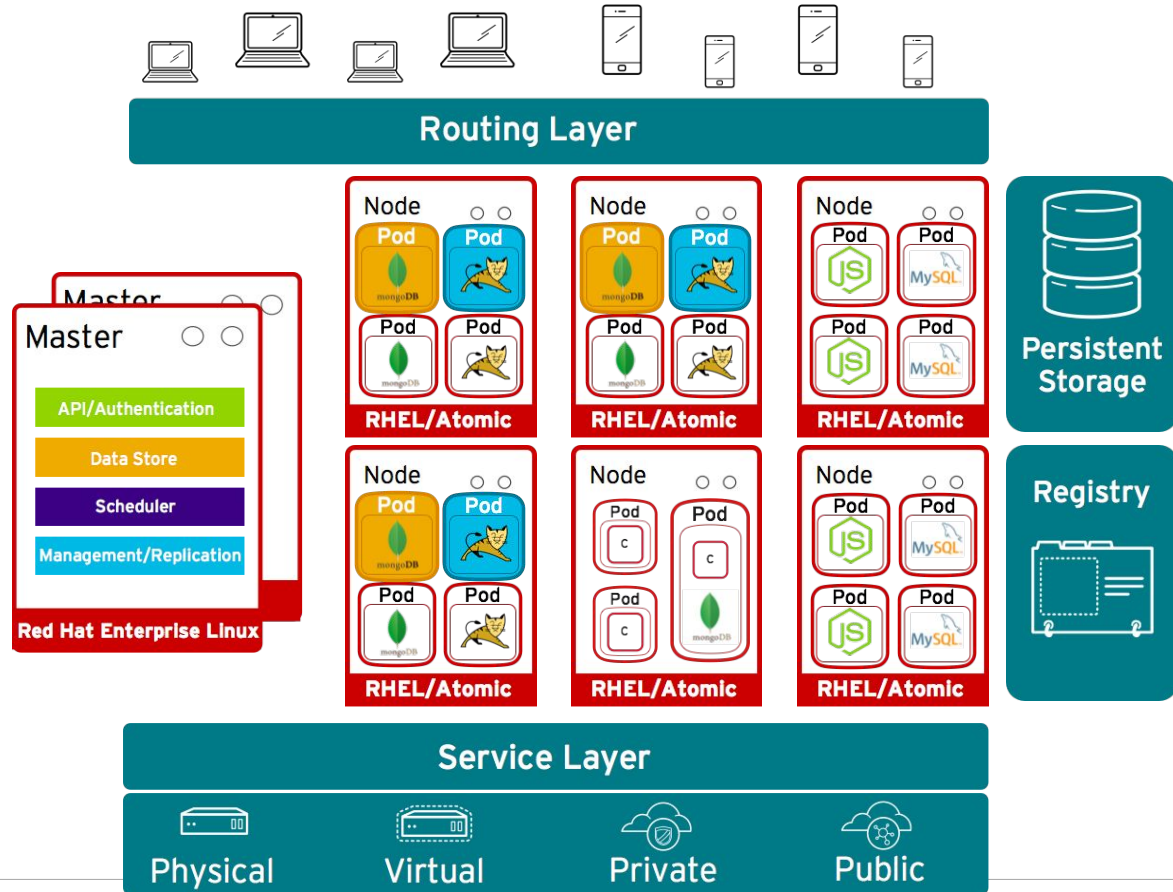 Routing Layer
Node
Pod
Pod
mongoDB
Pod
Pod
mongoDB
RHEL/Atomic
Node
Pod
Pod
mongoDB
Pod
Pod
mongoDB
RHEL/Atomic
Node
Pod
Pod
JS
MySQL
Pod
Pod
JS
MySQL
RHEL/Atomic
Persistent
Storage
Master
Master
API/Authentication
Data Store
Scheduler
Management/Replication
Red Hat Enterprise Linux
Node
Pod
Pod
mongoDB
Pod
Pod
mongoDB
RHEL/Atomic
Node
Pod
C
Pod
C
Pod
C
mongoDB
RHEL/Atomic
Node
Pod
Pod
JS
MySQL
Pod
Pod
JS
MySQL
RHEL/Atomic
Registry
Service Layer
Physical
Virtual
Private
Public